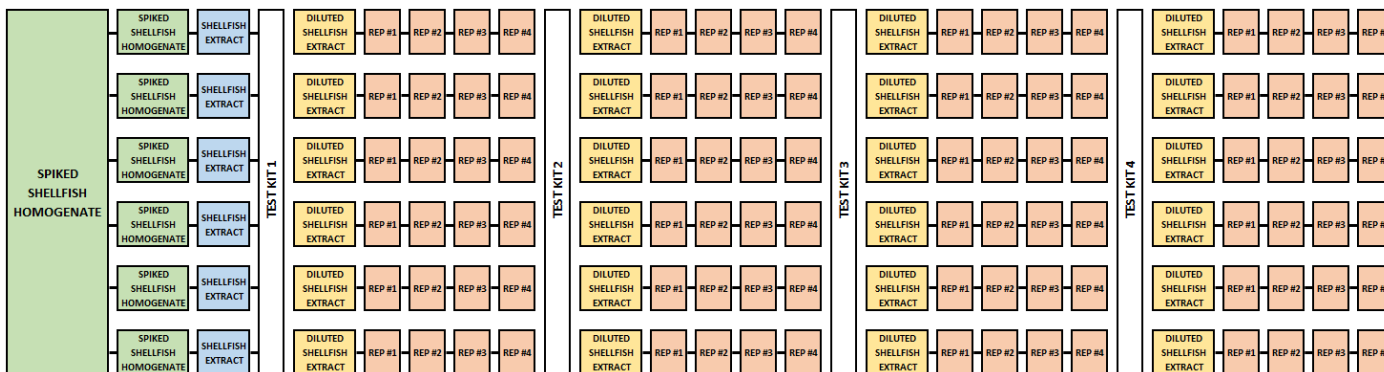 SPIKED
SHELLFISH
HOMOGENATE
SPIKED
SHELLFISH
HOMOGENATE
SHELLFISH
EXTRACT
SPIKED
SHELLFISH
HOMOGENATE
SHELLFISH
EXTRACT
SPIKED
SHELLFISH
HOMOGENATE
SHELLFISH
EXTRACT
SPIKED
SHELLFISH
HOMOGENATE
SHELLFISH
EXTRACT
SPIKED
SHELLFISH
HOMOGENATE
SHELLFISH
EXTRACT
SPIKED
SHELLFISH
HOMOGENATE
SHELLFISH
EXTRACT
TEST KIT 1
DILUTED
SHELLFISH
EXTRACT
REP #1 REP #2 REP #3 REP #4
DILUTED
SHELLFISH
EXTRACT
REP #1 REP #2 REP #3 REP #4
DILUTED
SHELLFISH
EXTRACT
REP #1 REP #2 REP #3 REP #4
DILUTED
SHELLFISH
EXTRACT
REP #1 REP #2 REP #3 REP #4
DILUTED
SHELLFISH
EXTRACT
REP #1 REP #2 REP #3 REP #4
DILUTED
SHELLFISH
EXTRACT
REP #1 REP #2 REP #3 REP #4
TEST KIT 2
DILUTED
SHELLFISH
EXTRACT
REP #1 REP #2 REP #3 REP #4
DILUTED
SHELLFISH
EXTRACT
REP #1 REP #2 REP #3 REP #4
DILUTED
SHELLFISH
EXTRACT
REP #1 REP #2 REP #3 REP #4
DILUTED
SHELLFISH
EXTRACT
REP #1 REP #2 REP #3 REP #4
DILUTED
SHELLFISH
EXTRACT
REP #1 REP #2 REP #3 REP #4
DILUTED
SHELLFISH
EXTRACT
REP #1 REP #2 REP #3 REP #4
TEST KIT 3
DILUTED
SHELLFISH
EXTRACT
REP #1 REP #2 REP #3 REP #4
DILUTED
SHELLFISH
EXTRACT
REP #1 REP #2 REP #3 REP #4
DILUTED
SHELLFISH
EXTRACT
REP #1 REP #2 REP #3 REP #4
DILUTED
SHELLFISH
EXTRACT
REP #1 REP #2 REP #3 REP #4
DILUTED
SHELLFISH
EXTRACT
REP #1 REP #2 REP #3 REP #4
DILUTED
SHELLFISH
EXTRACT
REP #1 REP #2 REP #3 REP #4
TEST KIT 4
DILUTED
SHELLFISH
EXTRACT
REP #1 REP #2 REP #3 REP
DILUTED
SHELLFISH
EXTRACT
REP #1 REP #2 REP #3 REP
DILUTED
SHELLFISH
EXTRACT
REP #1 REP #2 REP #3 REP
DILUTED
SHELLFISH
EXTRACT
REP #1 REP #2 REP #3 REP
DILUTED
SHELLFISH
EXTRACT
REP #1 REP #2 REP #3 REP
DILUTED
SHELLFISH
EXTRACT
REP #1 REP #2 REP #3 REP